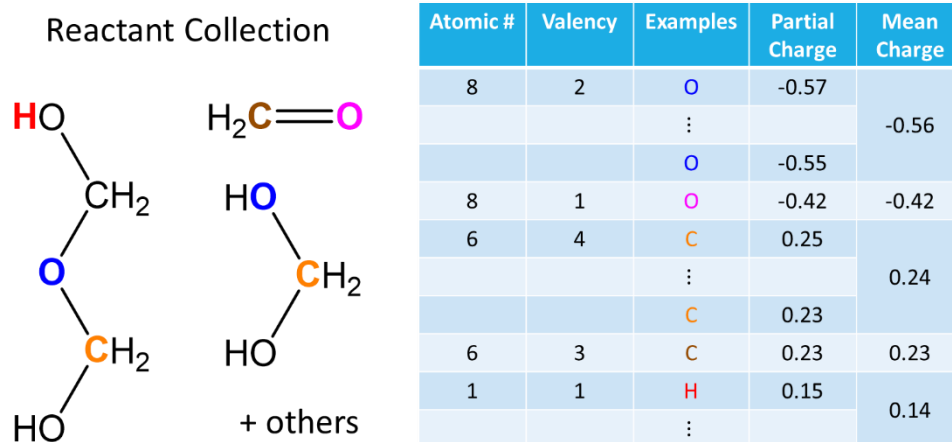 Reactant Collection
HO
CH₂
O
CH₂
HO
H₂C=O
HO
CH₂
HO
+ others
Atomic # Valency Examples Partial Charge Mean Charge
8 2 O -0.57 -0.56
⋮
O -0.55
8 1 O -0.42 -0.42
6 4 C 0.25 0.24
⋮
C 0.23
6 3 C 0.23 0.23
1 1 H 0.15 0.14
⋮